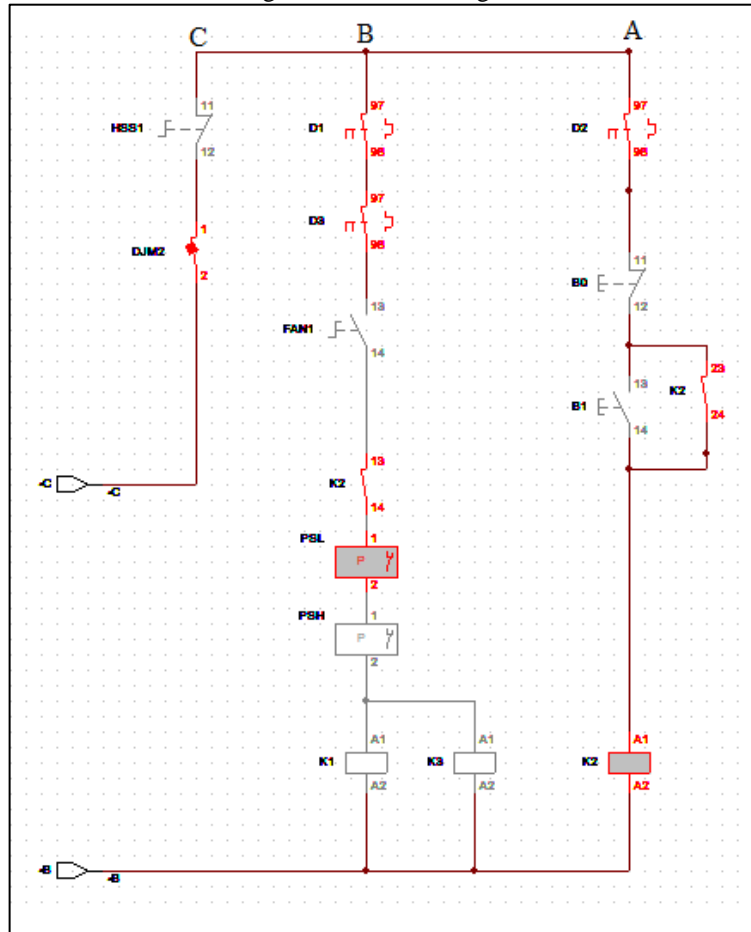 C
B
A
11
HSS1
12
1
DJM2
2
-C
-C
97
D1
98
97
D3
98
13
FAN1
14
13
K2
14
PSL
1
P
2
PSH
1
P
2
A1
K1
A2
A1
K3
A2
97
D2
98
11
B0
12
13
B1
14
23
K2
24
A1
K2
A2
-B
-B